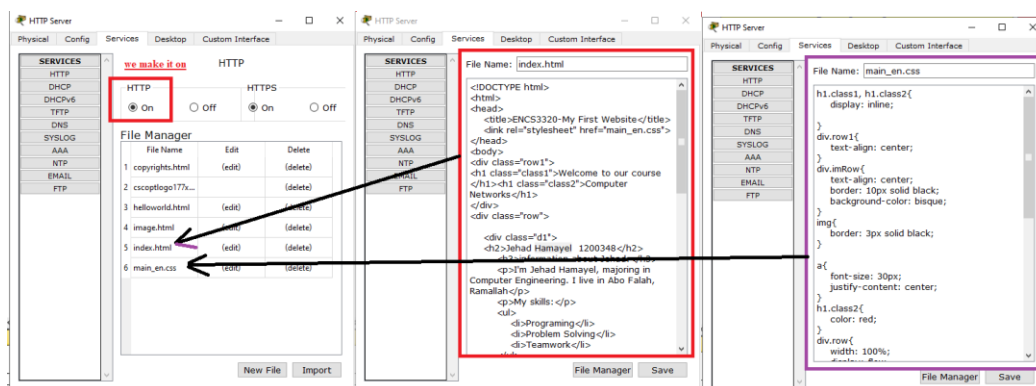 HTTP Server
Physical Config Services Desktop Custom Interface
SERVICES
HTTP
DHCP
DHCPv6
TFTP
DNS
SYSLOG
AAA
NTP
EMAIL
FTP
we make it on HTTP
HTTP HTTPS
On Off On Off
File Manager
File Name Edit Delete
1 copyrights.html (edit) (delete)
2 cscoptlogo177x... (delete)
3 helloworld.html (edit) (delete)
4 image.html (edit) (delete)
5 index.html (edit) (delete)
6 main_en.css (edit) (delete)
New File Import
HTTP Server
Physical Config Services Desktop Custom Interface
SERVICES
HTTP
DHCP
DHCPv6
TFTP
DNS
SYSLOG
AAA
NTP
EMAIL
FTP
File Name: index.html
<!DOCTYPE html>
<html>
<head>
<title>ENCS3320-My First Website</title>
<link rel="stylesheet" href="main_en.css">
</head>
<body>
<div class="row1">
<h1 class="class1">Welcome to our course
</h1><h1 class="class2">Computer
Networks</h1>
</div>
<div class="row">
<div class="d1">
<h2>Jehad Hamayel 1200348</h2>
<p>I'm Jehad Hamayel, majoring in
Computer Engineering. I live in Abo Falah,
Ramallah</p>
<p>My skills:</p>
<ul>
<li>Programing</li>
<li>Problem Solving</li>
<li>Teamwork</li>
File Manager Save
HTTP Server
Physical Config Services Desktop Custom Interface
SERVICES
HTTP
DHCP
DHCPv6
TFTP
DNS
SYSLOG
AAA
NTP
EMAIL
FTP
File Name: main_en.css
h1.class1, h1.class2{
display: inline;
}
div.row1{
text-align: center;
}
div.imRow{
text-align: center;
border: 10px solid black;
background-color: bisque;
}
img{
border: 3px solid black;
}
a{
font-size: 30px;
justify-content: center;
}
h1.class2{
color: red;
}
div.row{
width: 100%;
File Manager Save